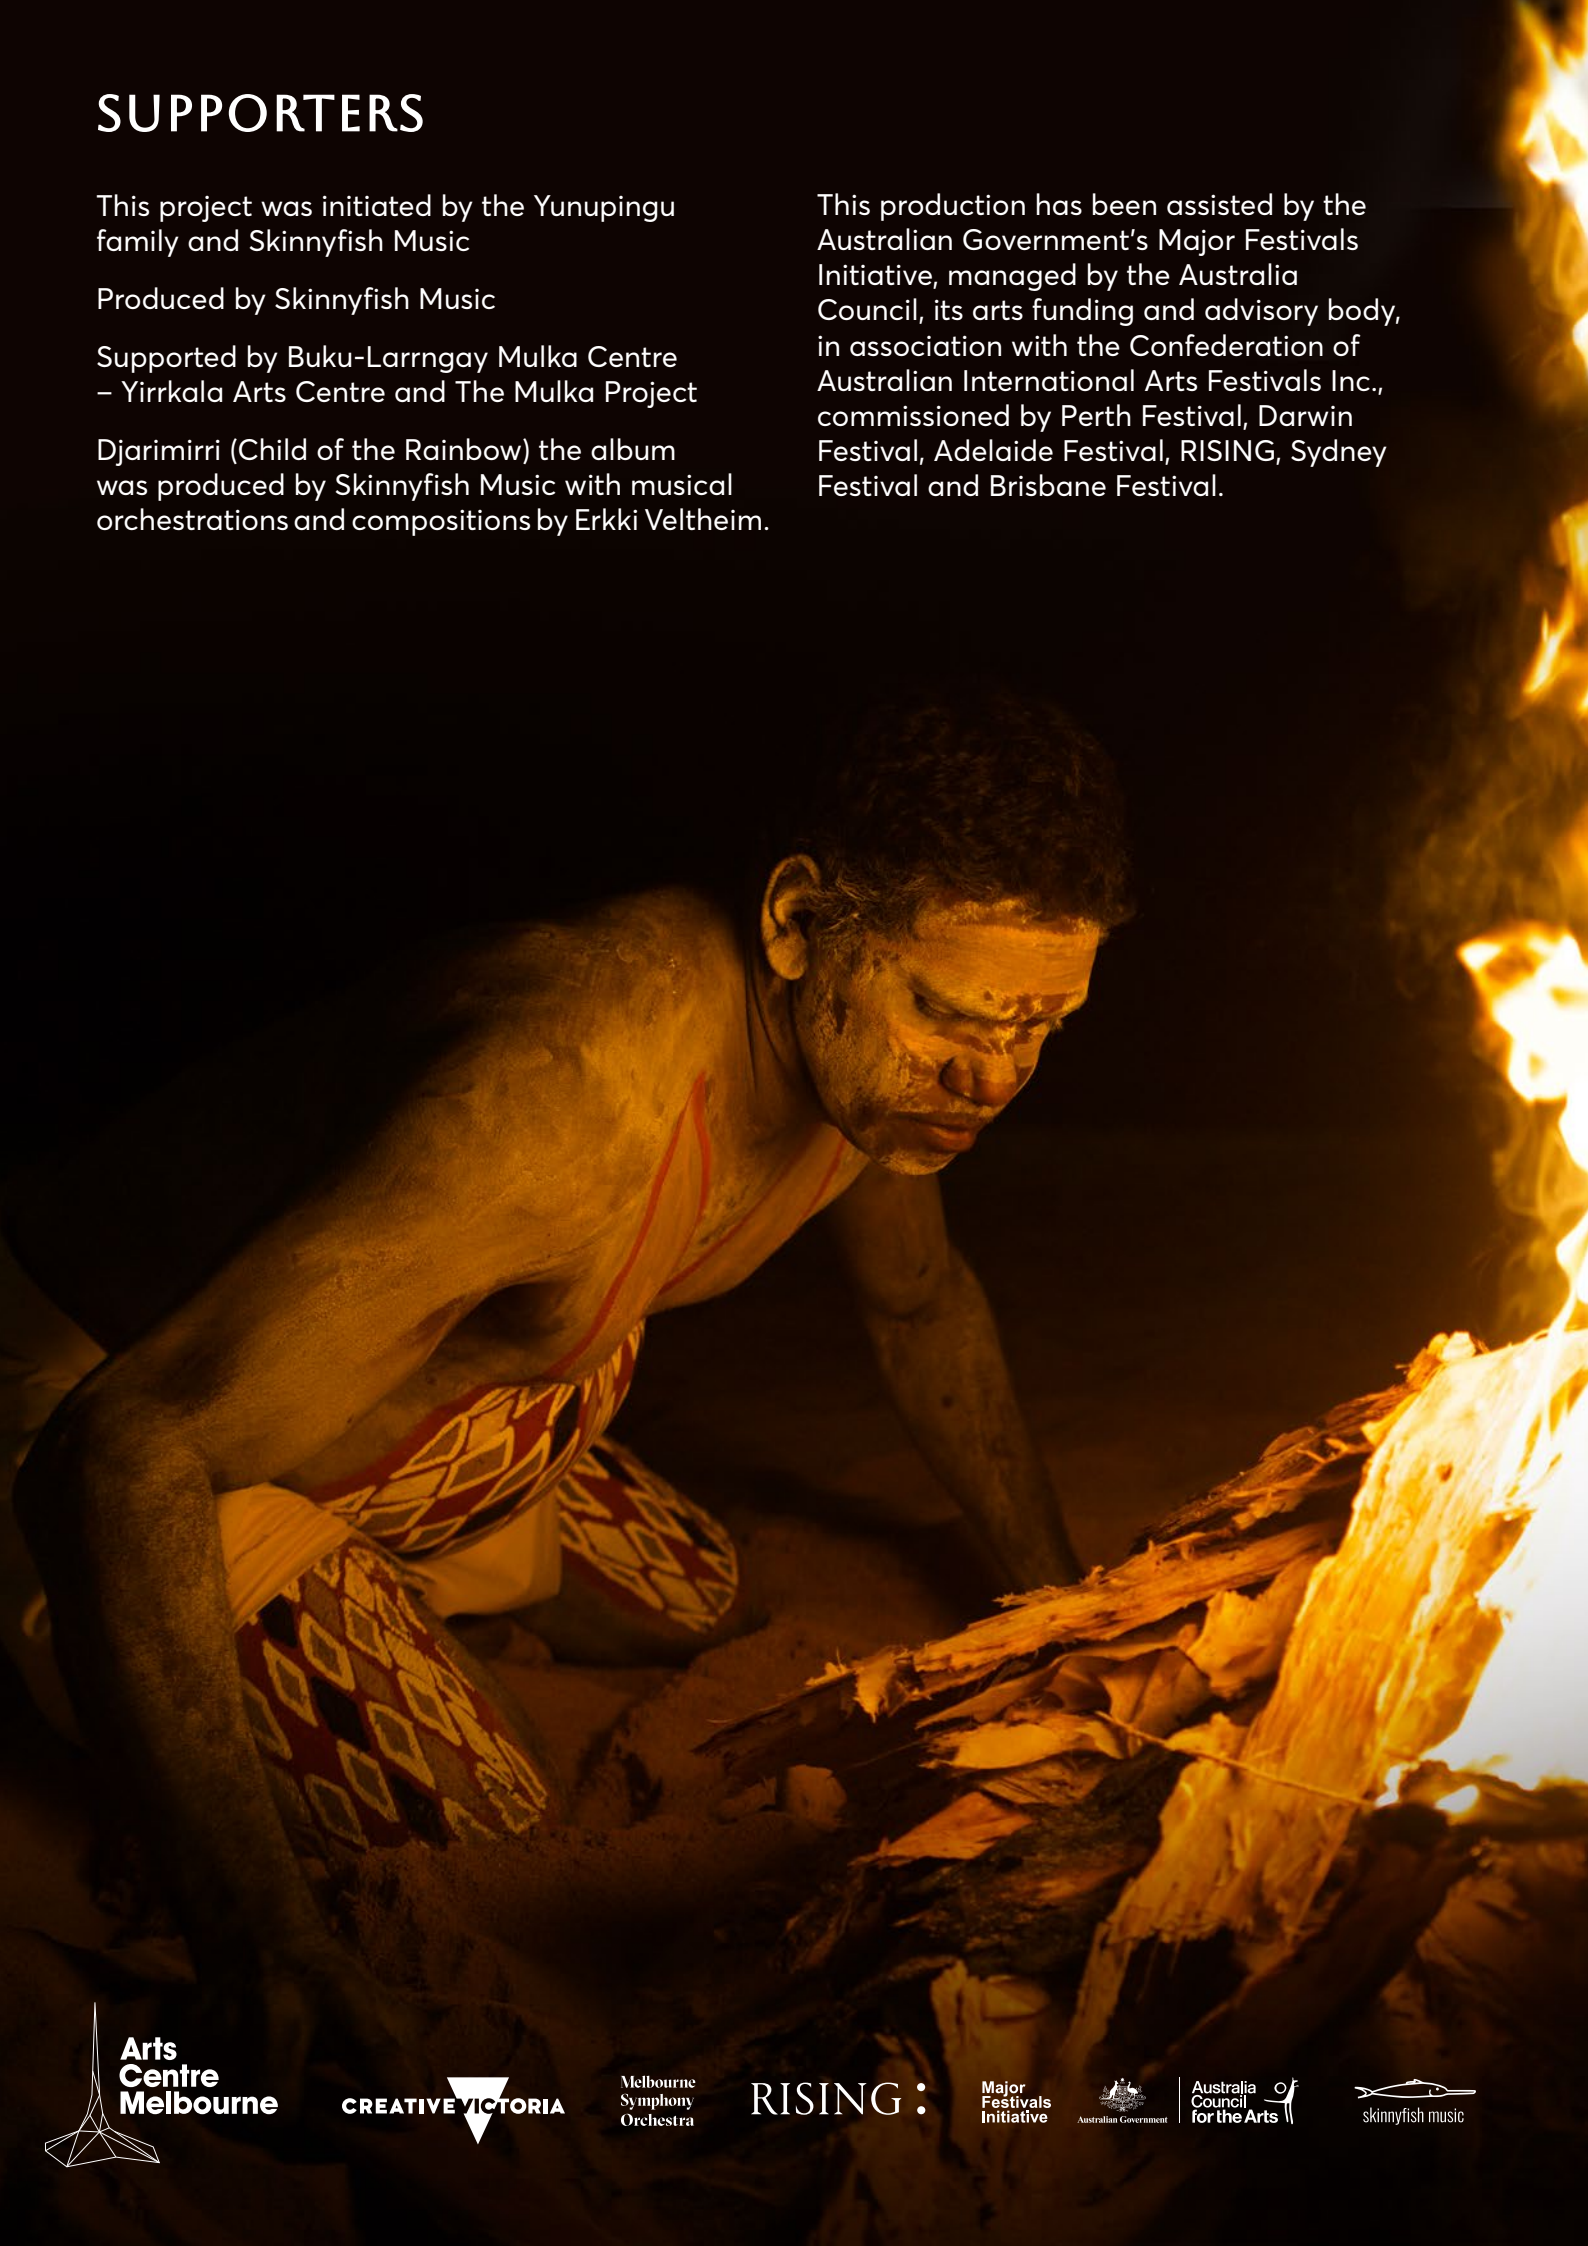 SUPPORTERS
This project was initiated by the Yunupingu
family and Skinnyfish Music
Produced by Skinnyfish Music
Supported by Buku-Larrngay Mulka Centre
– Yirrkala Arts Centre and The Mulka Project
Djarimirri (Child of the Rainbow) the album
was produced by Skinnyfish Music with musical
orchestrations and compositions by Erkki Veltheim.
This production has been assisted by the
Australian Government’s Major Festivals
Initiative, managed by the Australia
Council, its arts funding and advisory body,
in association with the Confederation of
Australian International Arts Festivals Inc.,
commissioned by Perth Festival, Darwin
Festival, Adelaide Festival, RISING, Sydney
Festival and Brisbane Festival.
Arts
Centre
Melbourne
CREATIVE VICTORIA
Melbourne
Symphony
Orchestra
RISING:
Major
Festivals
Initiative
Australian Government
Australia
Council
for the Arts
skinnyfish music